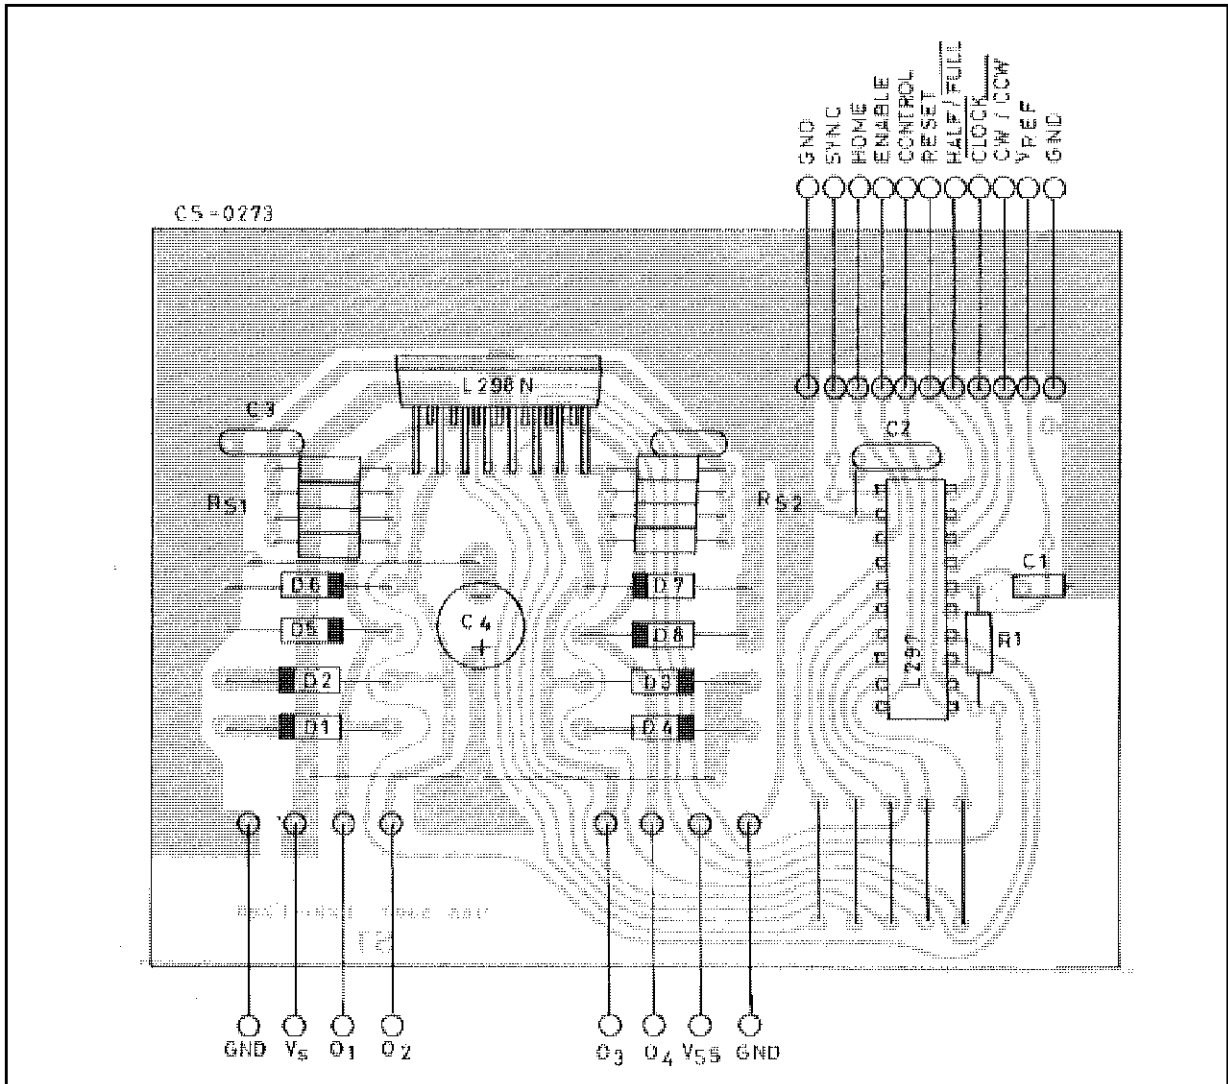 GND
SYNC
HOME
ENABLE
CONTROL
RESET
HALF/FULL
CLOCK
CW/CCW
VREF
GND
CS-0273
L298N
C3
C2
RS1
RS2
D6
D7
C1
C4
D5
D8
R1
L297
D2
D3
+
D1
D4
GND
Vs
O1
O2
O3
O4
VSS
GND